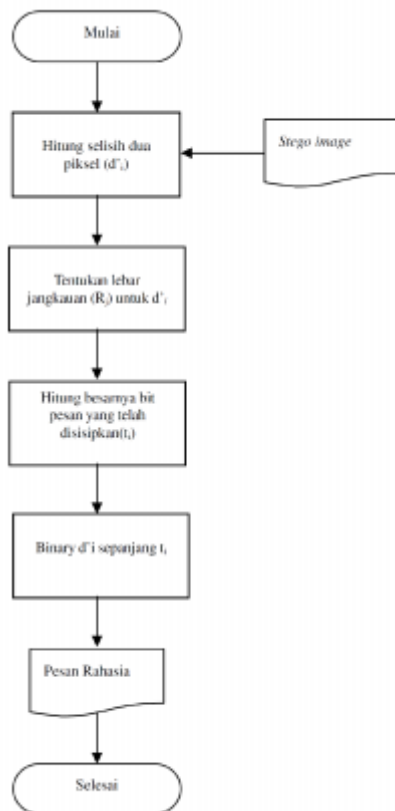 Mulai
Hitung selisih dua
piksel (d'ᵢ)
Stego image
Tentukan lebar
jangkauan (Rⱼ) untuk d'ᵢ
Hitung besarnya bit
pesan yang telah
disisipkan(tᵢ)
Binary d'i sepanjang tᵢ
Pesan Rahasia
Selesai